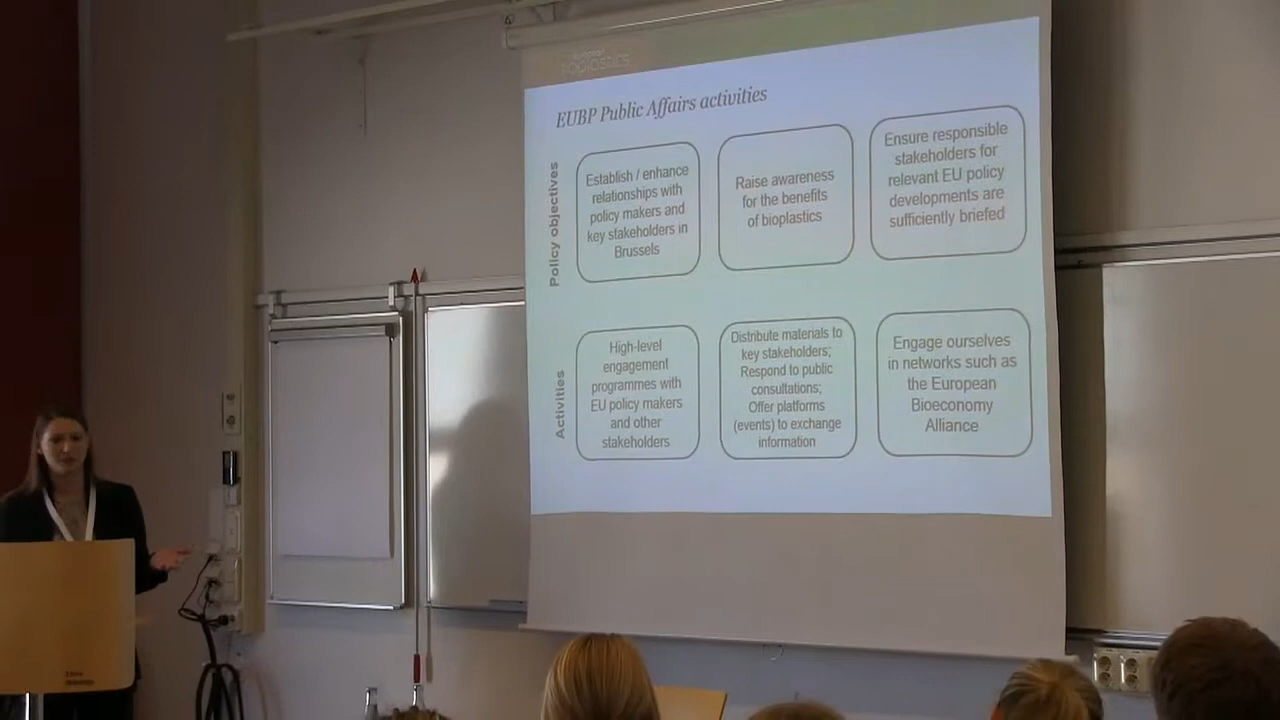 EUBP Public Affairs activities
Policy objectives
Establish / enhance
relationships with
policy makers and
key stakeholders in
Brussels
Raise awareness
for the benefits
of bioplastics
Ensure responsible
stakeholders for
relevant EU policy
developments are
sufficiently briefed
Activities
High-level
engagement
programmes with
EU policy makers
and other
stakeholders
Distribute materials to
key stakeholders;
Respond to public
consultations;
Offer platforms
(events) to exchange
information
Engage ourselves
in networks such as
the European
Bioeconomy
Alliance